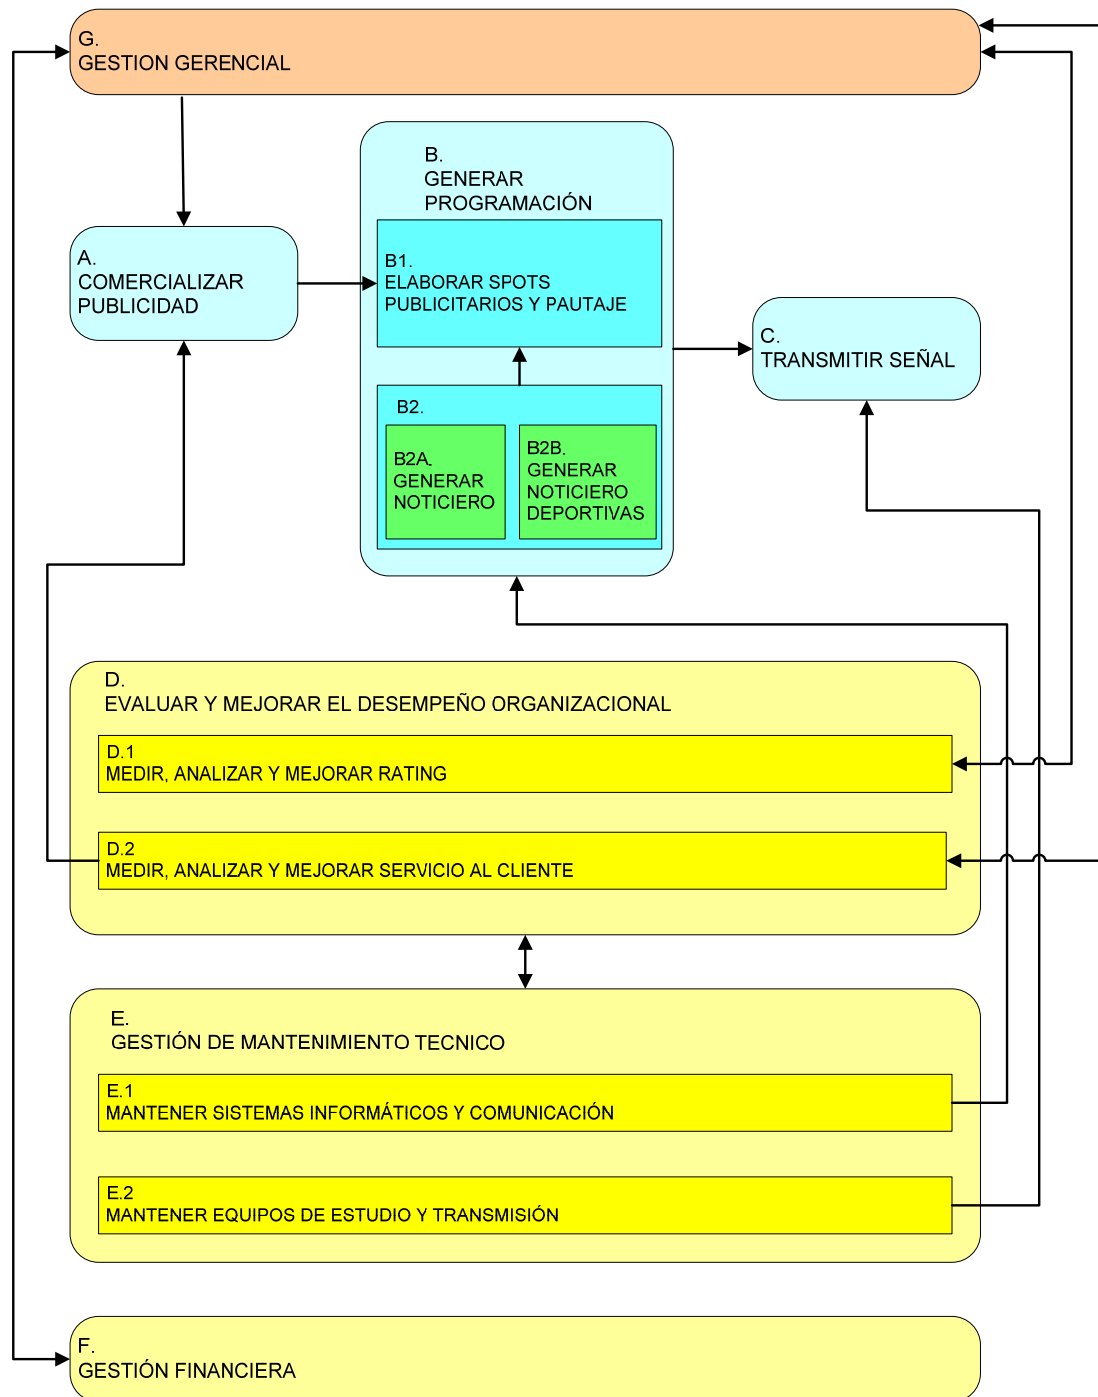 G.
GESTION GERENCIAL
B.
GENERAR
PROGRAMACIÓN
A.
COMERCIALIZAR
PUBLICIDAD
B1.
ELABORAR SPOTS
PUBLICITARIOS Y PAUTAJE
C.
TRANSMITIR SEÑAL
B2.
B2A.
GENERAR
NOTICIERO
B2B.
GENERAR
NOTICIERO
DEPORTIVAS
D.
EVALUAR Y MEJORAR EL DESEMPEÑO ORGANIZACIONAL
D.1
MEDIR, ANALIZAR Y MEJORAR RATING
D.2
MEDIR, ANALIZAR Y MEJORAR SERVICIO AL CLIENTE
E.
GESTIÓN DE MANTENIMIENTO TECNICO
E.1
MANTENER SISTEMAS INFORMÁTICOS Y COMUNICACIÓN
E.2
MANTENER EQUIPOS DE ESTUDIO Y TRANSMISIÓN
F.
GESTIÓN FINANCIERA